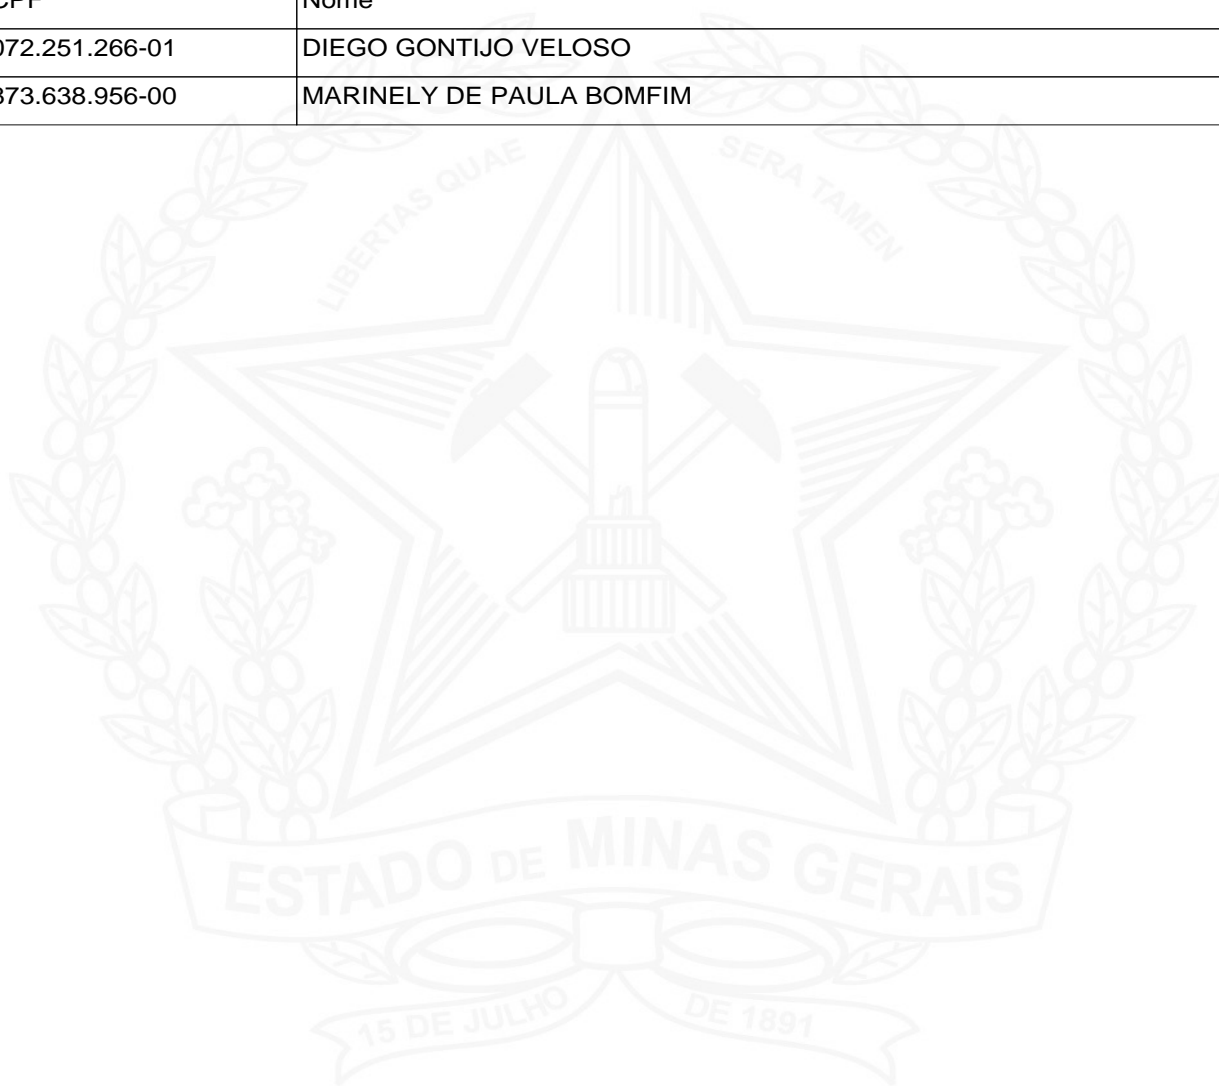 CPF Nome
072.251.266-01 DIEGO GONTIJO VELOSO
873.638.956-00 MARINELY DE PAULA BOMFIM
LIBERTAS QUAE SERA TAMEN
ESTADO DE MINAS GERAIS
15 DE JULHO DE 1891